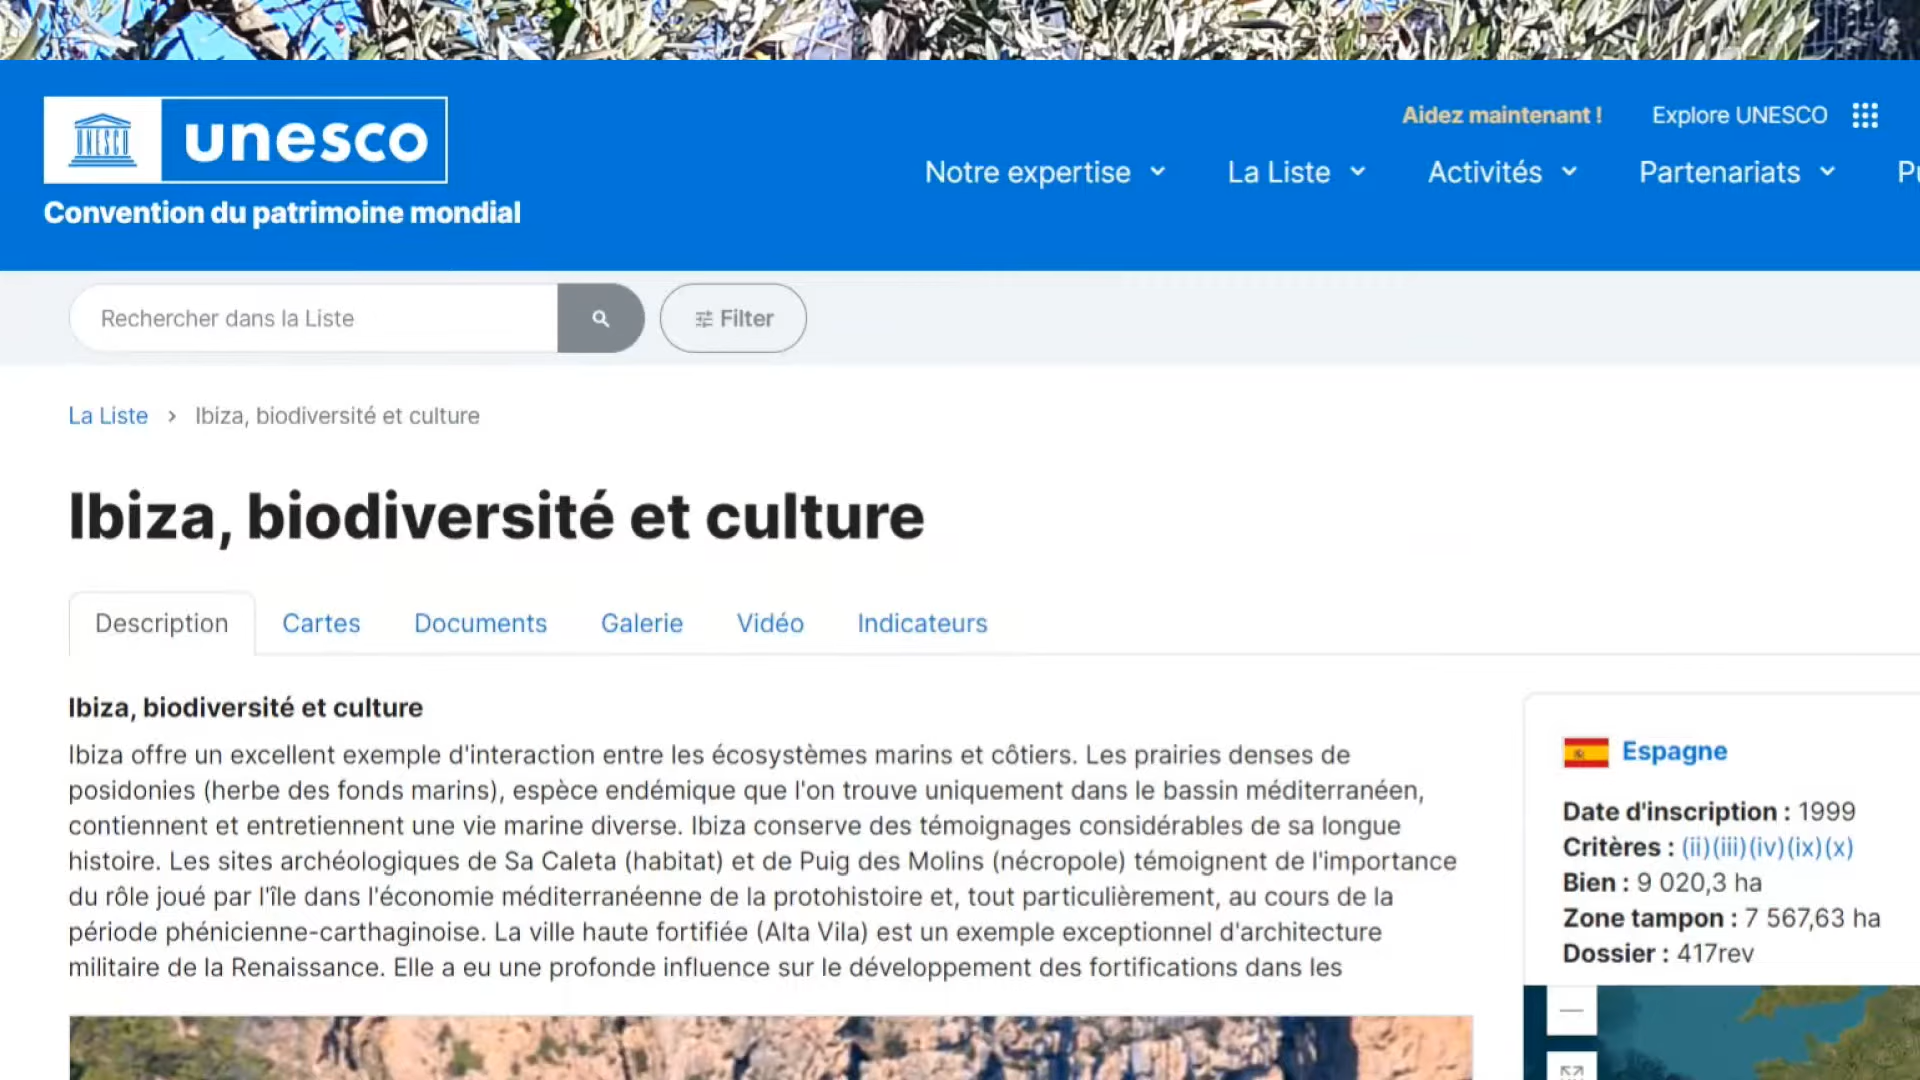 Aidez maintenant !
Explore UNESCO
UNESCO
unesco
Convention du patrimoine mondial
Notre expertise
La Liste
Activités
Partenariats
Rechercher dans la Liste
Filter
La Liste > Ibiza, biodiversité et culture
Ibiza, biodiversité et culture
Description
Cartes
Documents
Galerie
Vidéo
Indicateurs
Ibiza, biodiversité et culture
Ibiza offre un excellent exemple d'interaction entre les écosystèmes marins et côtiers. Les prairies denses de
posidonies (herbe des fonds marins), espèce endémique que l'on trouve uniquement dans le bassin méditerranéen,
contiennent et entretiennent une vie marine diverse. Ibiza conserve des témoignages considérables de sa longue
histoire. Les sites archéologiques de Sa Caleta (habitat) et de Puig des Molins (nécropole) témoignent de l'importance
du rôle joué par l'île dans l'économie méditerranéenne de la protohistoire et, tout particulièrement, au cours de la
période phénicienne-carthaginoise. La ville haute fortifiée (Alta Vila) est un exemple exceptionnel d'architecture
militaire de la Renaissance. Elle a eu une profonde influence sur le développement des fortifications dans les
Espagne
Date d'inscription : 1999
Critères : (ii)(iii)(iv)(ix)(x)
Bien : 9 020,3 ha
Zone tampon : 7 567,63 ha
Dossier : 417rev